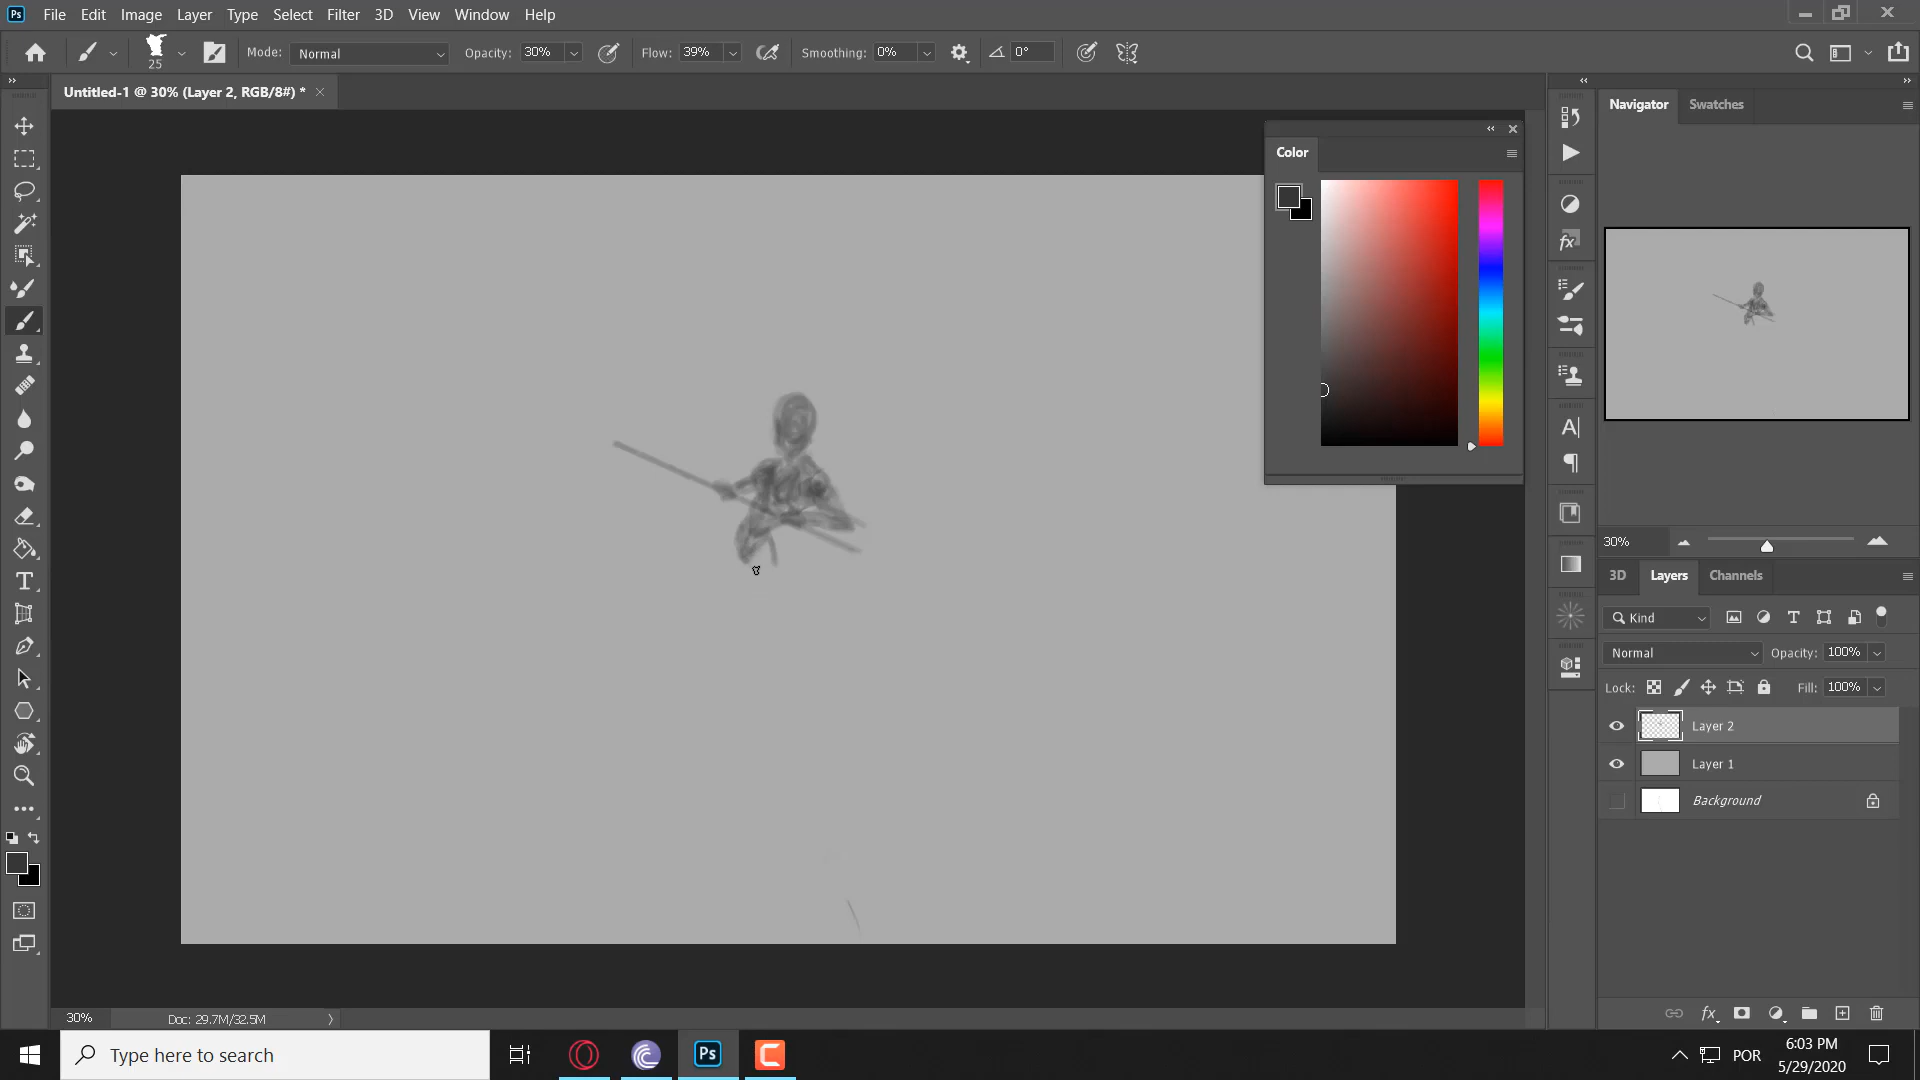 Ps File Edit Image Layer Type Select Filter 3D View Window Help
25 Mode: Normal Opacity: 30% Flow: 39% Smoothing: 0% 0°
Untitled-1 @ 30% (Layer 2, RGB/8#) *
Navigator Swatches
Color
30%
3D Layers Channels
Kind
Normal Opacity: 100%
Lock: Fill: 100%
Layer 2
Layer 1
Background
30% Doc: 29.7M/32.5M
Type here to search
Ps
POR
6:03 PM
5/29/2020